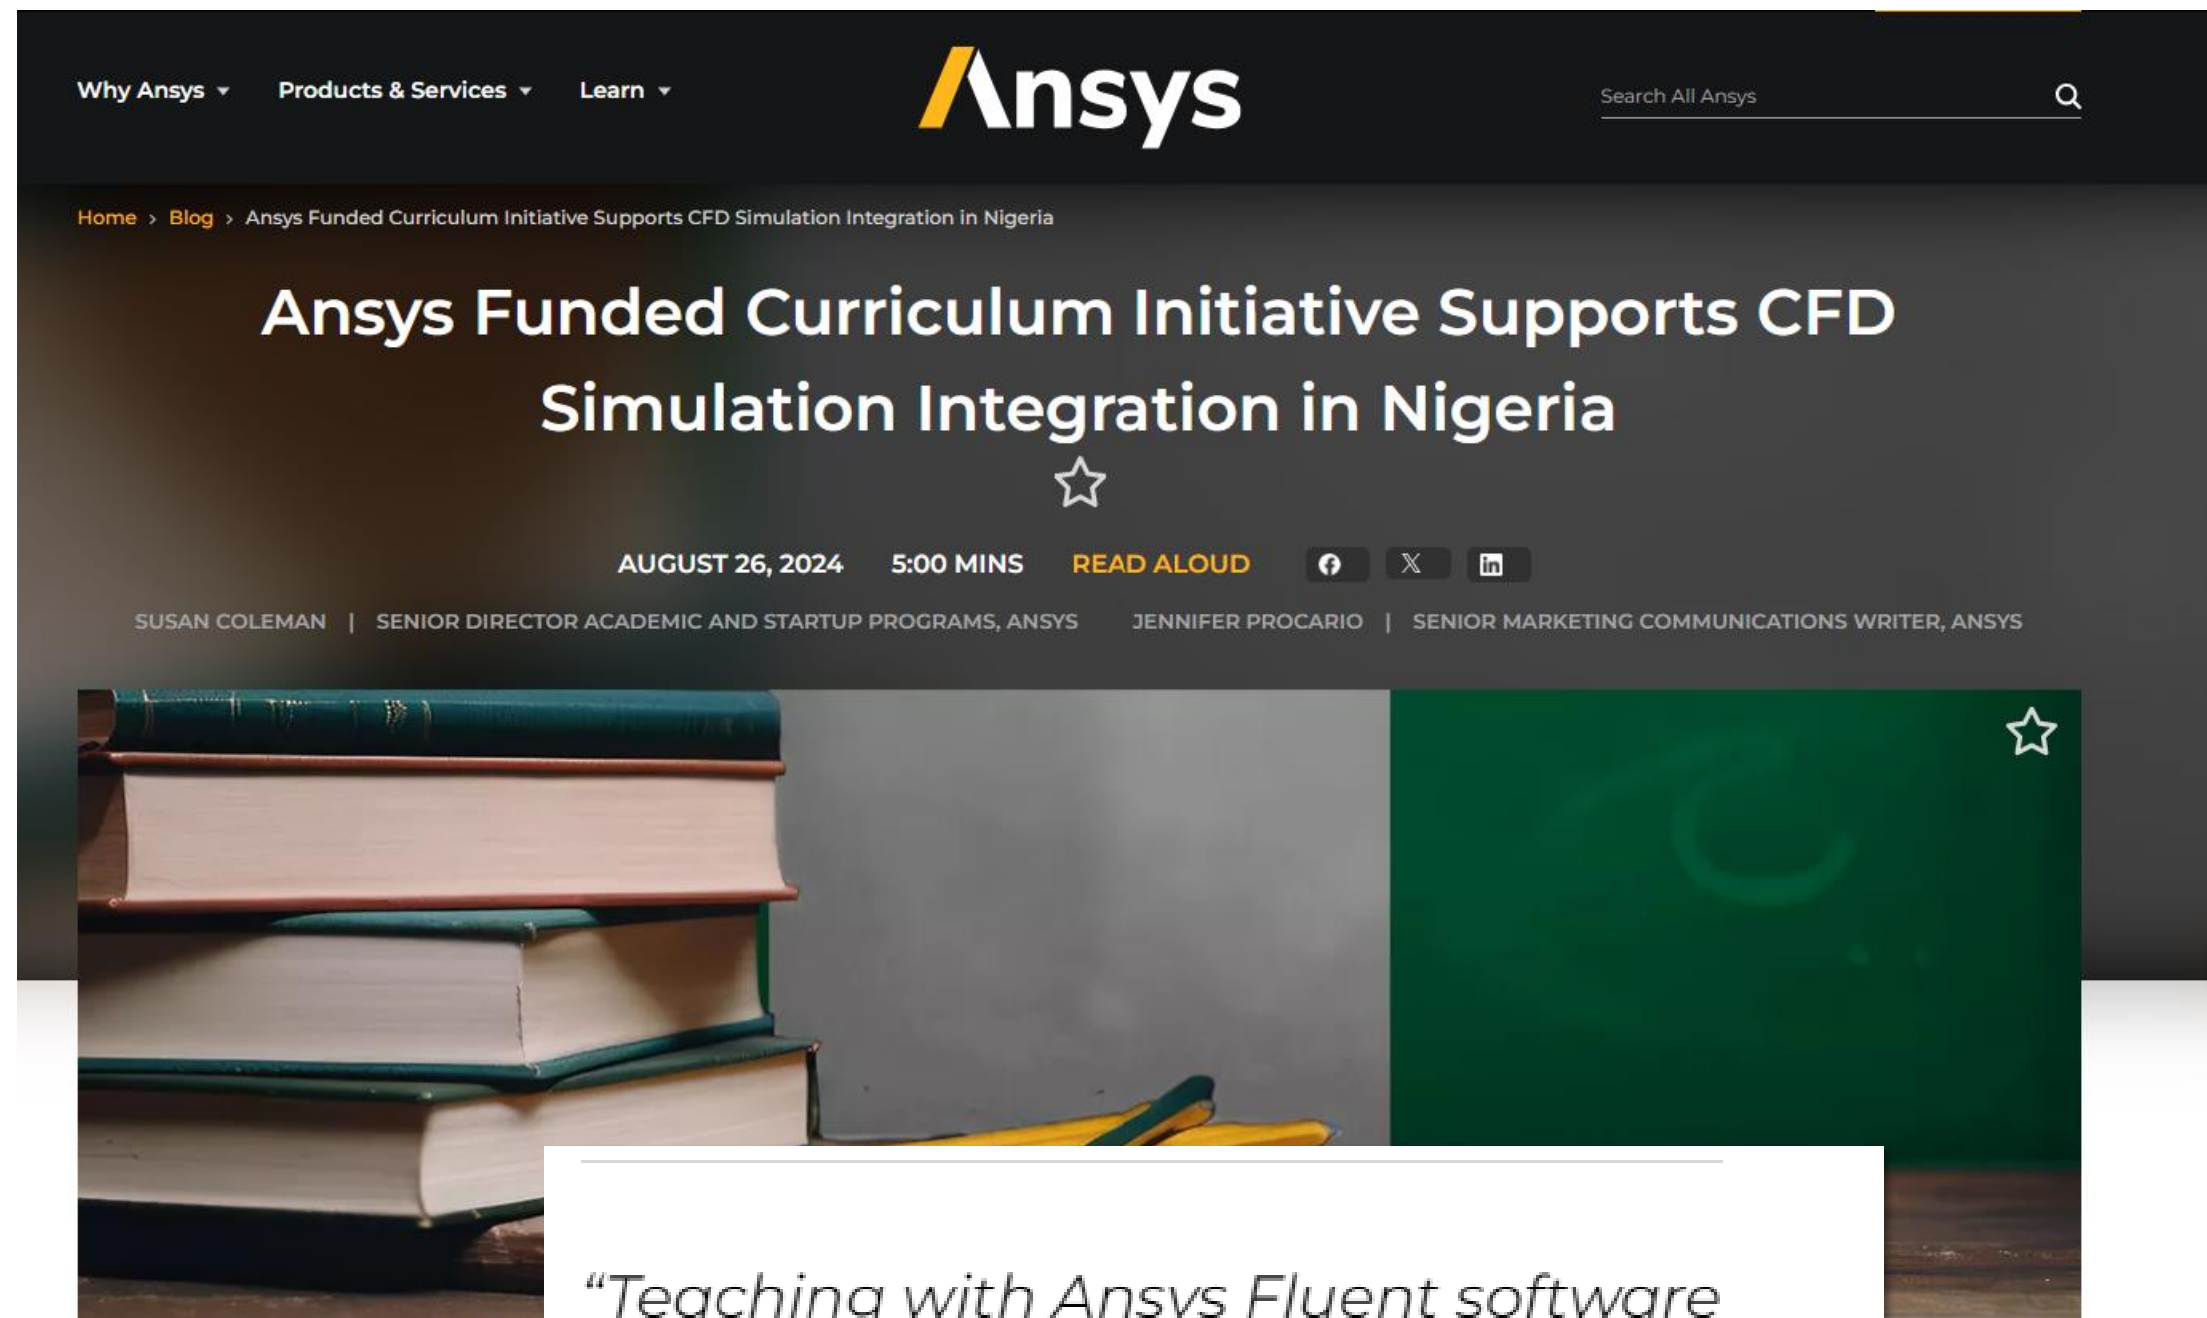 Why Ansys
Products & Services
Learn
Ansys
Search All Ansys
Home > Blog > Ansys Funded Curriculum Initiative Supports CFD Simulation Integration in Nigeria
Ansys Funded Curriculum Initiative Supports CFD
Simulation Integration in Nigeria
AUGUST 26, 2024 5:00 MINS READ ALOUD
SUSAN COLEMAN | SENIOR DIRECTOR ACADEMIC AND STARTUP PROGRAMS, ANSYS JENNIFER PROCARIO | SENIOR MARKETING COMMUNICATIONS WRITER, ANSYS
“Teaching with Ansys Fluent software